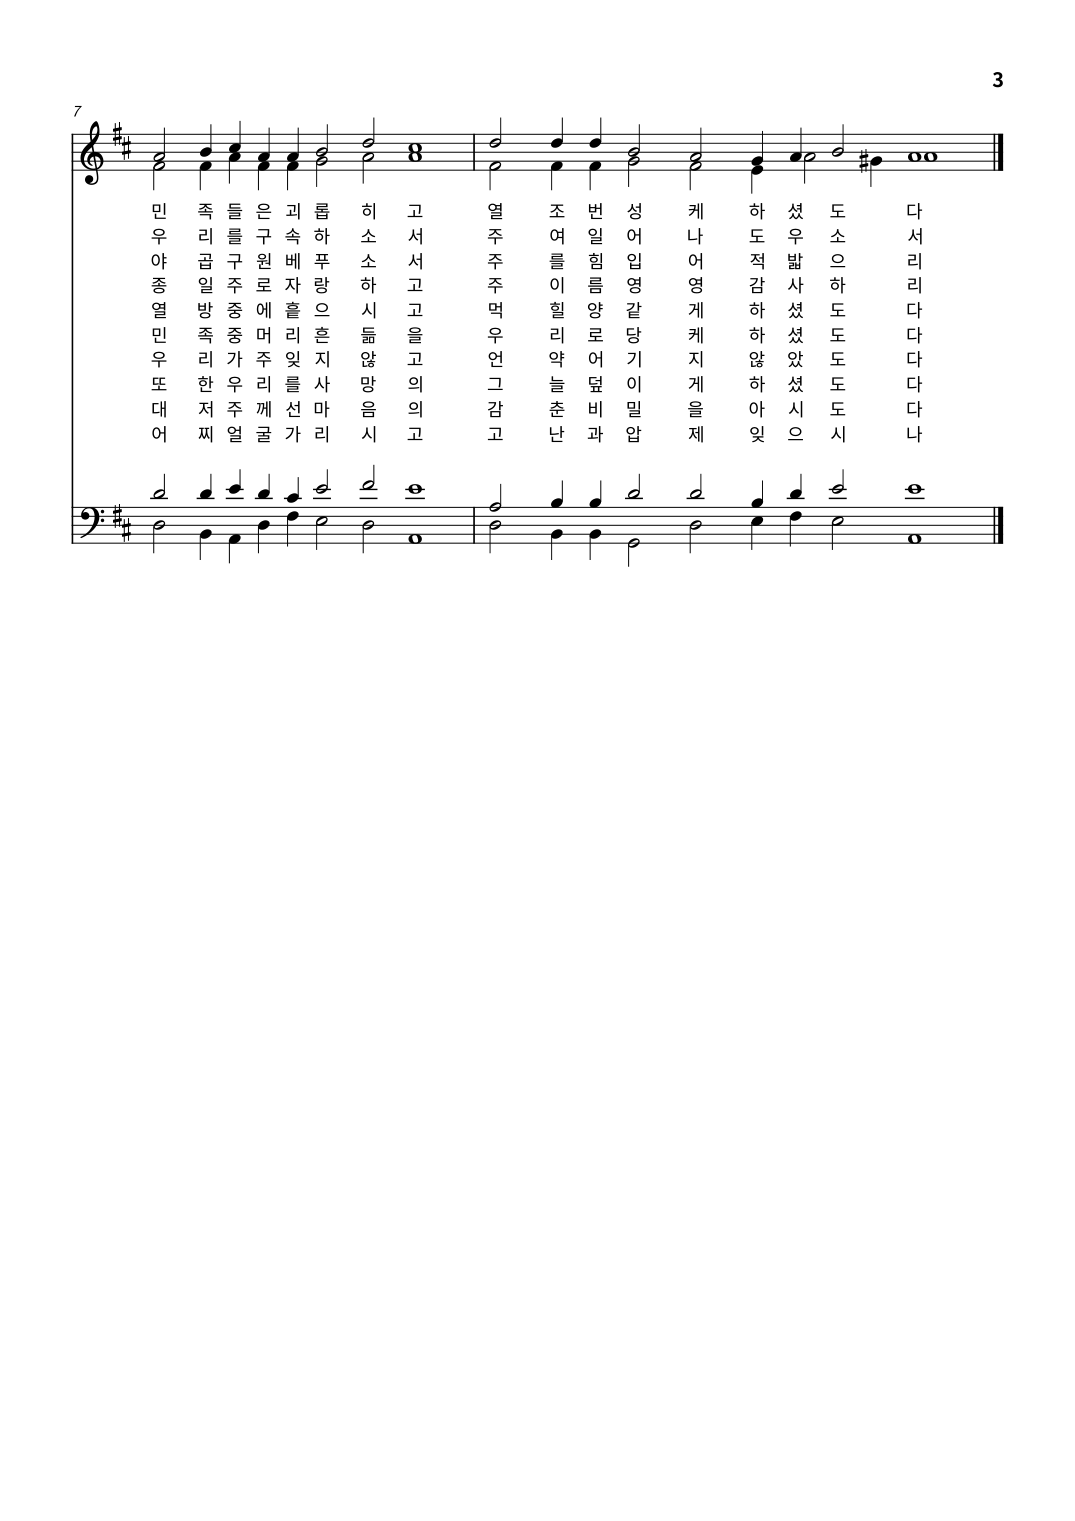 3
7
민 족 들 은 괴 롭 히 고 열 조 번 성 케 하 셨 도 다
우 리 를 구 속 하 소 서 주 여 일 어 나 도 우 소 서
야 곱 구 원 베 푸 소 서 주 를 힘 입 어 적 밟 으 리
종 일 주 로 자 랑 하 고 주 이 름 영 영 감 사 하 리
열 방 중 에 흩 으 시 고 먹 힐 양 같 게 하 셨 도 다
민 족 중 머 리 흔 듦 을 우 리 로 당 케 하 셨 도 다
우 리 가 주 잊 지 않 고 언 약 어 기 지 않 았 도 다
또 한 우 리 를 사 망 의 그 늘 덮 이 게 하 셨 도 다
대 저 주 께 선 마 음 의 감 춘 비 밀 을 아 시 도 다
어 찌 얼 굴 가 리 시 고 고 난 과 압 제 잊 으 시 나